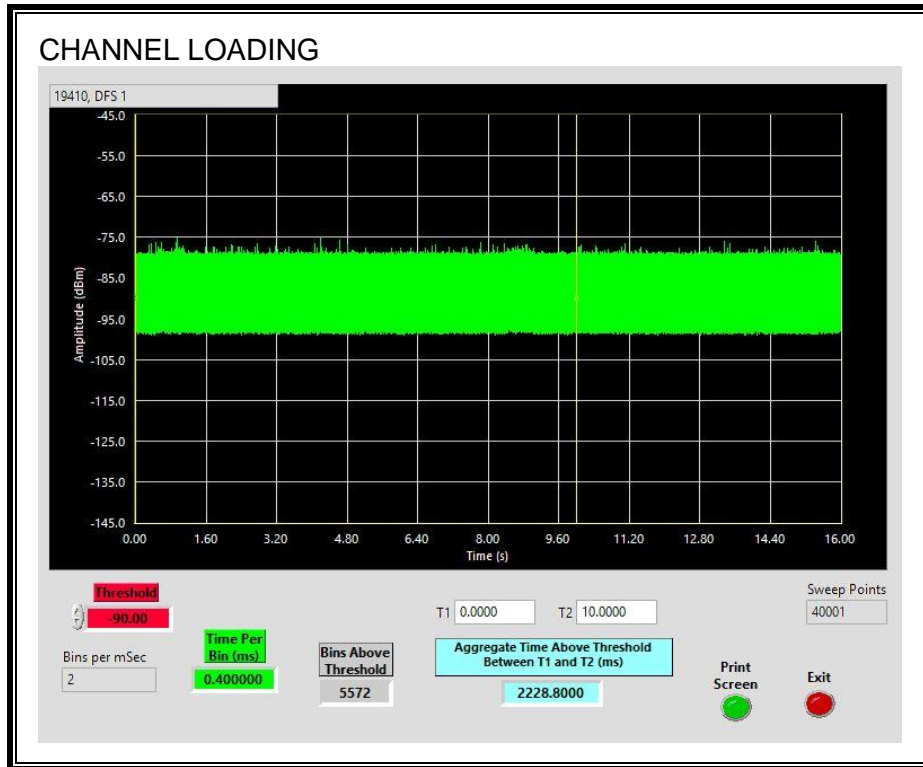 CHANNEL LOADING
19410, DFS 1
-45.0
-55.0
-65.0
-75.0
-85.0
-95.0
-105.0
-115.0
-125.0
-135.0
-145.0
Amplitude (dBm)
0.00 1.60 3.20 4.80 6.40 8.00 9.60 11.20 12.80 14.40 16.00
Time (s)
Threshold
-90.00
Bins per mSec
2
Time Per
Bin (ms)
0.400000
Bins Above
Threshold
5572
T1 0.0000 T2 10.0000
Aggregate Time Above Threshold
Between T1 and T2 (ms)
2228.8000
Sweep Points
40001
Print
Screen
Exit